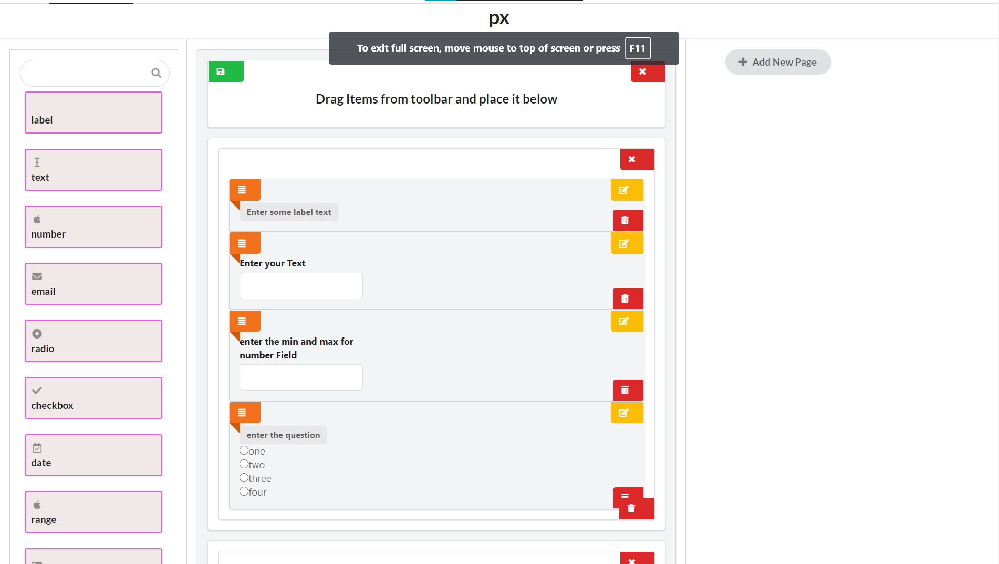 px
To exit full screen, move mouse to top of screen or press F11
Add New Page
Drag Items from toolbar and place it below
label
text
number
email
radio
checkbox
date
range
Enter some label text
Enter your Text
enter the min and max for
number Field
enter the question
one
two
three
four